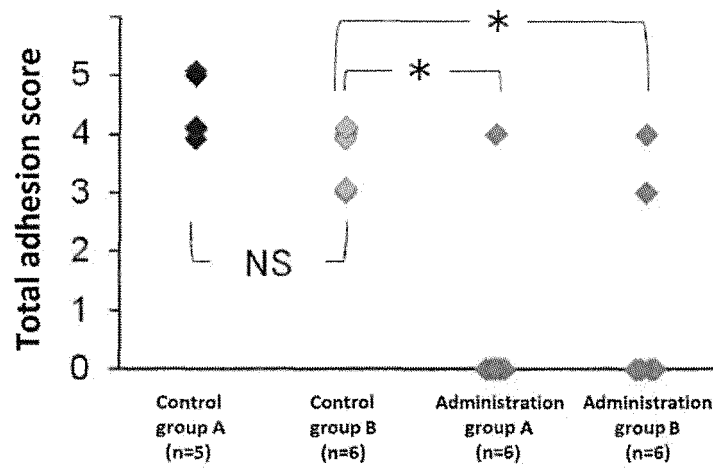 *
*
Total adhesion score
5
4
3
2
1
0
NS
Control group A (n=5)
Control group B (n=6)
Administration group A (n=6)
Administration group B (n=6)